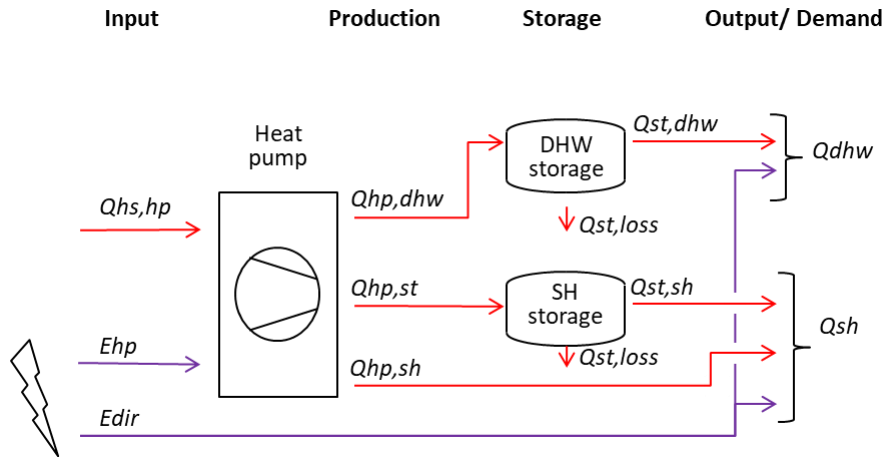 Input
Production
Storage
Output/ Demand
Heat
pump
DHW
storage
Qst,dhw
Qdhw
Qhs,hp
Qhp,dhw
Qst,loss
Qhp,st
SH
storage
Qst,sh
Qsh
Ehp
Qhp,sh
Qst,loss
Edir